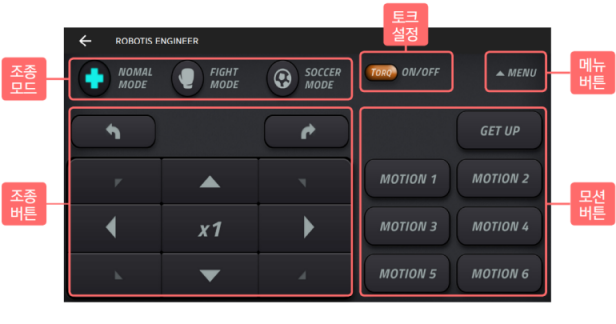 토크
설정
ROBOTIS ENGINEER
조종
모드
NOMAL
MODE
FIGHT
MODE
SOCCER
MODE
TORQ ON/OFF
MENU
메뉴
버튼
GET UP
조종
버튼
x1
MOTION 1
MOTION 2
MOTION 3
MOTION 4
MOTION 5
MOTION 6
모션
버튼